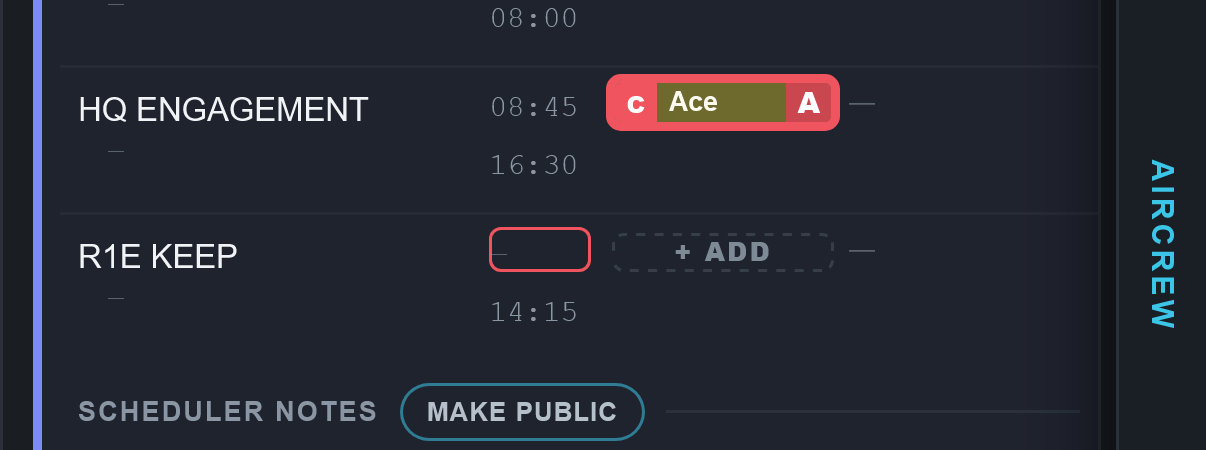 —
08:00
HQ ENGAGEMENT 08:45 c Ace A —
— 16:30
R1E KEEP — + ADD —
— 14:15
SCHEDULER NOTES MAKE PUBLIC
AIRCREW